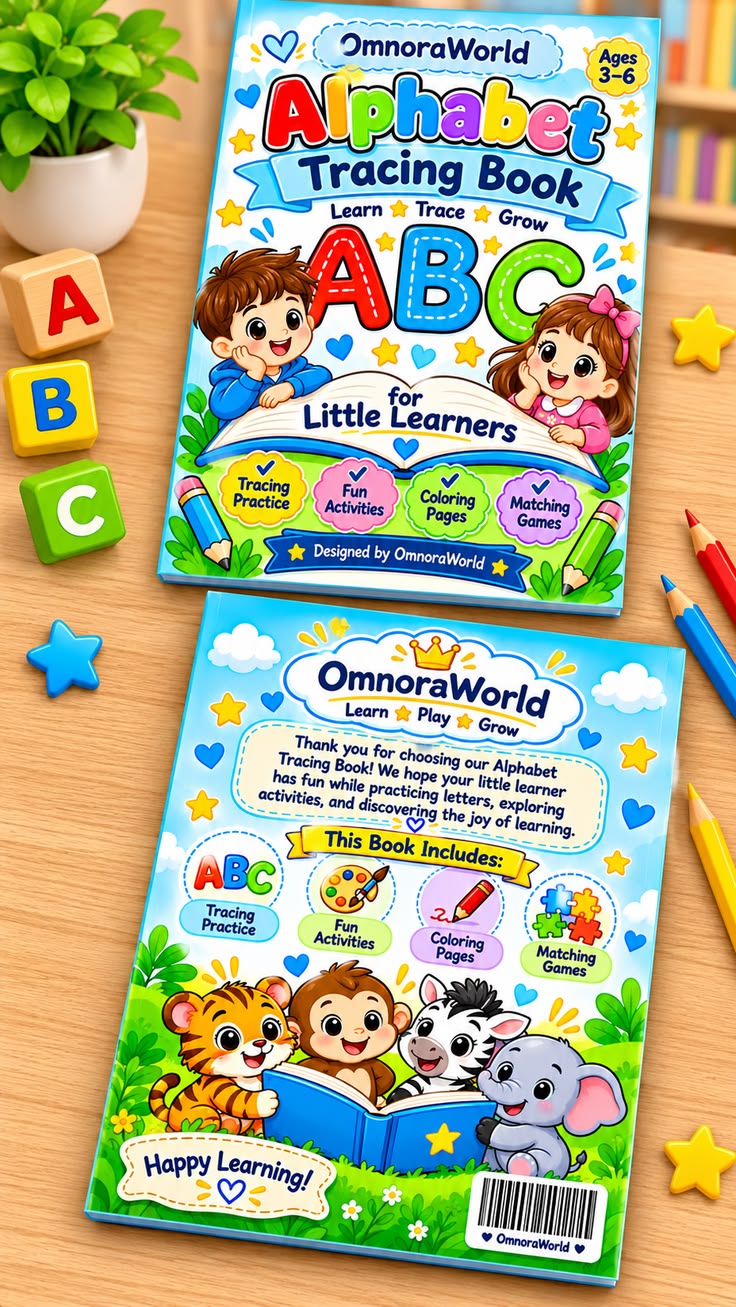 OmnoraWorld
Ages
3–6
Alphabet
Tracing Book
Learn Trace Grow
ABC
for
Little Learners
Tracing
Practice
Fun
Activities
Coloring
Pages
Matching
Games
Designed by OmnoraWorld
A
B
C
OmnoraWorld
Learn Play Grow
Thank you for choosing our Alphabet
Tracing Book! We hope your little learner
has fun while practicing letters, exploring
activities, and discovering the joy of learning.
This Book Includes:
ABC
Tracing
Practice
Fun
Activities
Coloring
Pages
Matching
Games
Happy Learning!
OmnoraWorld